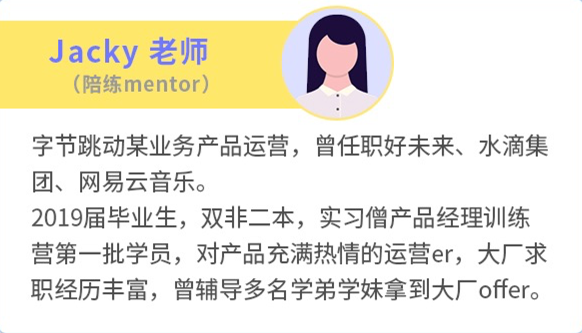 Jacky 老师
（陪练mentor）
字节跳动某业务产品运营，曾任职好未来、水滴集
团、网易云音乐。
2019届毕业生，双非二本，实习僧产品经理训练
营第一批学员，对产品充满热情的运营er，大厂求
职经历丰富，曾辅导多名学弟学妹拿到大厂offer。